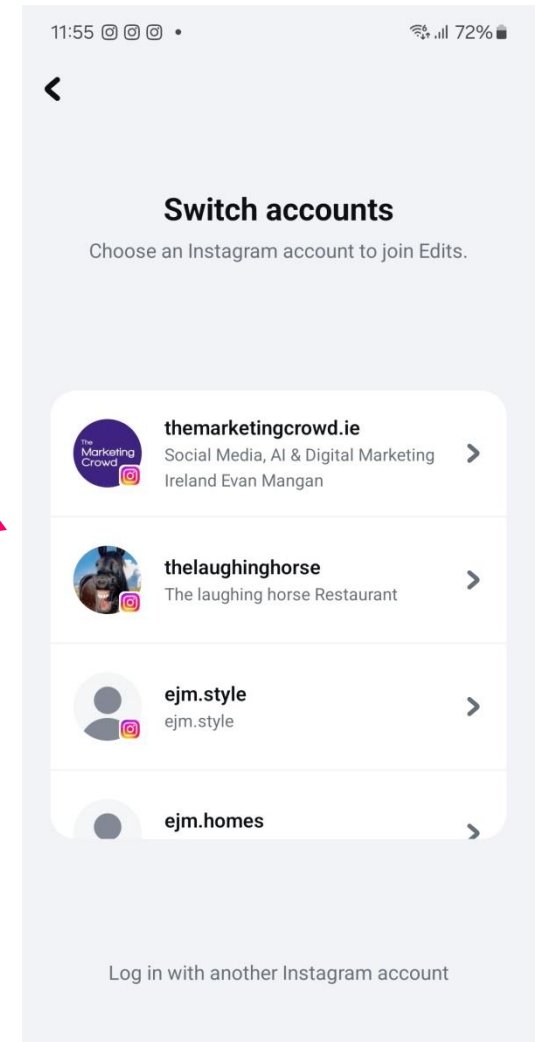 11:55
72%
Switch accounts
Choose an Instagram account to join Edits.
The
Marketing
Crowd
themarketingcrowd.ie
Social Media, AI & Digital Marketing
Ireland Evan Mangan
thelaughinghorse
The laughing horse Restaurant
ejm.style
ejm.style
ejm.homes
Log in with another Instagram account